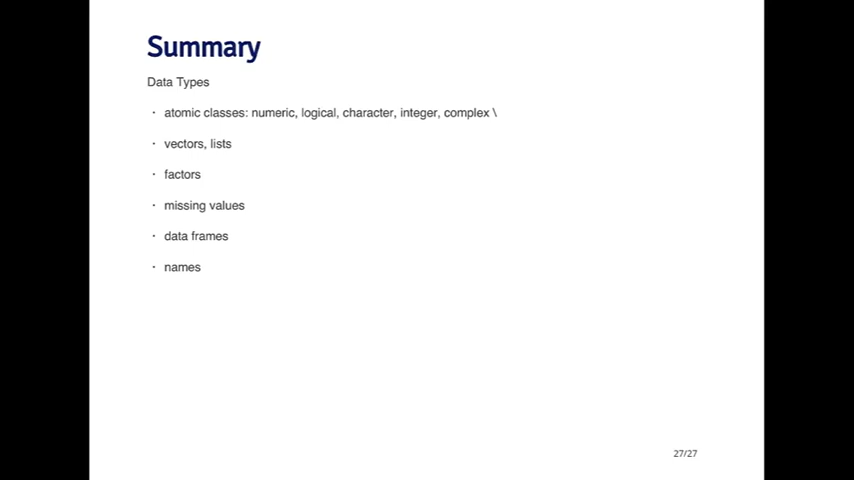 Summary
Data Types
· atomic classes: numeric, logical, character, integer, complex \
· vectors, lists
· factors
· missing values
· data frames
· names
27/27